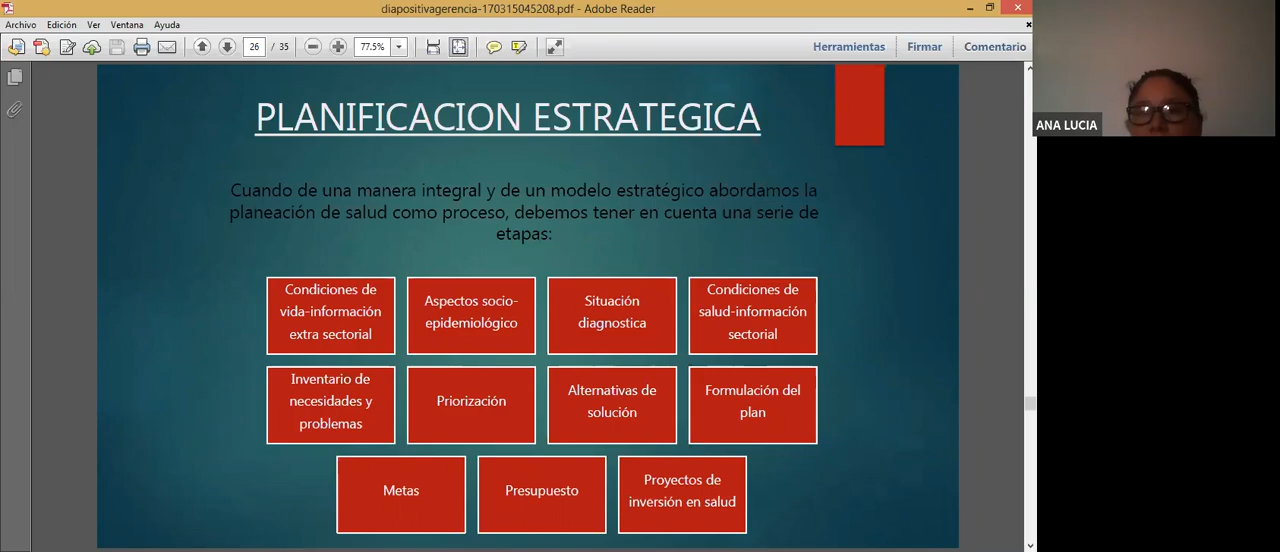 diapositivagerencia-170315045208.pdf - Adobe Reader
Archivo Edición Ver Ventana Ayuda
26 / 35 77.5% Herramientas Firmar Comentario
PLANIFICACION ESTRATEGICA
Cuando de una manera integral y de un modelo estratégico abordamos la
planeación de salud como proceso, debemos tener en cuenta una serie de
etapas:
Condiciones de
vida-información
extra sectorial
Aspectos socio-
epidemiológico
Situación
diagnostica
Condiciones de
salud-información
sectorial
Inventario de
necesidades y
problemas
Priorización
Alternativas de
solución
Formulación del
plan
Metas
Presupuesto
Proyectos de
inversión en salud
ANA LUCIA